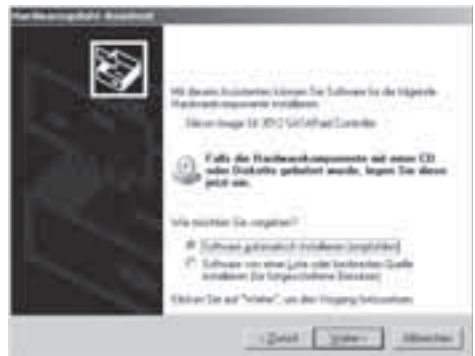 Mit diesem Assistenten können Sie Software für die folgende
Hardwarekomponente installieren:
Silicon Image SiI 3512 SATARaid Controller
Falls die Hardwarekomponente mit einer CD
oder Diskette geliefert wurde, legen Sie diese
jetzt ein.
Wie möchten Sie vorgehen?
Software automatisch installieren (empfohlen)
Software von einer Liste oder bestimmten Quelle
installieren (für fortgeschrittene Benutzer)
Klicken Sie auf "Weiter", um den Vorgang fortzusetzen.
< Zurück Weiter > Abbrechen